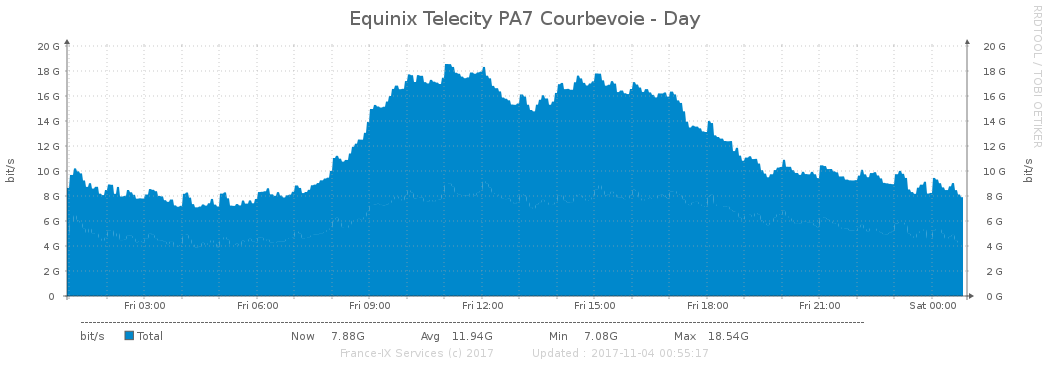 Equinix Telecity PA7 Courbevoie - Day
RRDTOOL / TOBI OETIKER
bit/s
20 G
18 G
16 G
14 G
12 G
10 G
8 G
6 G
4 G
2 G
0
20 G
18 G
16 G
14 G
12 G
10 G
8 G
6 G
4 G
2 G
0 G
bit/s
Fri 03:00 Fri 06:00 Fri 09:00 Fri 12:00 Fri 15:00 Fri 18:00 Fri 21:00 Sat 00:00
bit/s Total Now 7.88G Avg 11.94G Min 7.08G Max 18.54G
France-IX Services (c) 2017 Updated : 2017-11-04 00:55:17